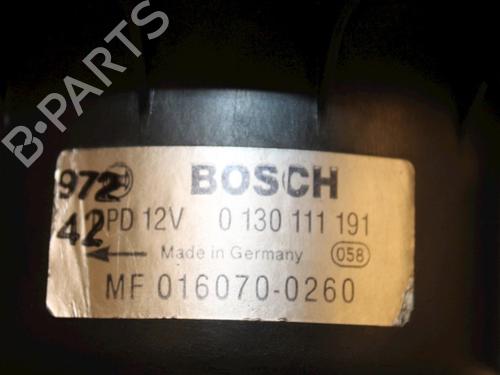 B-PARTS
972
BOSCH
42 PD 12V 0 130 111 191
Made in Germany 058
MF 016070-0260